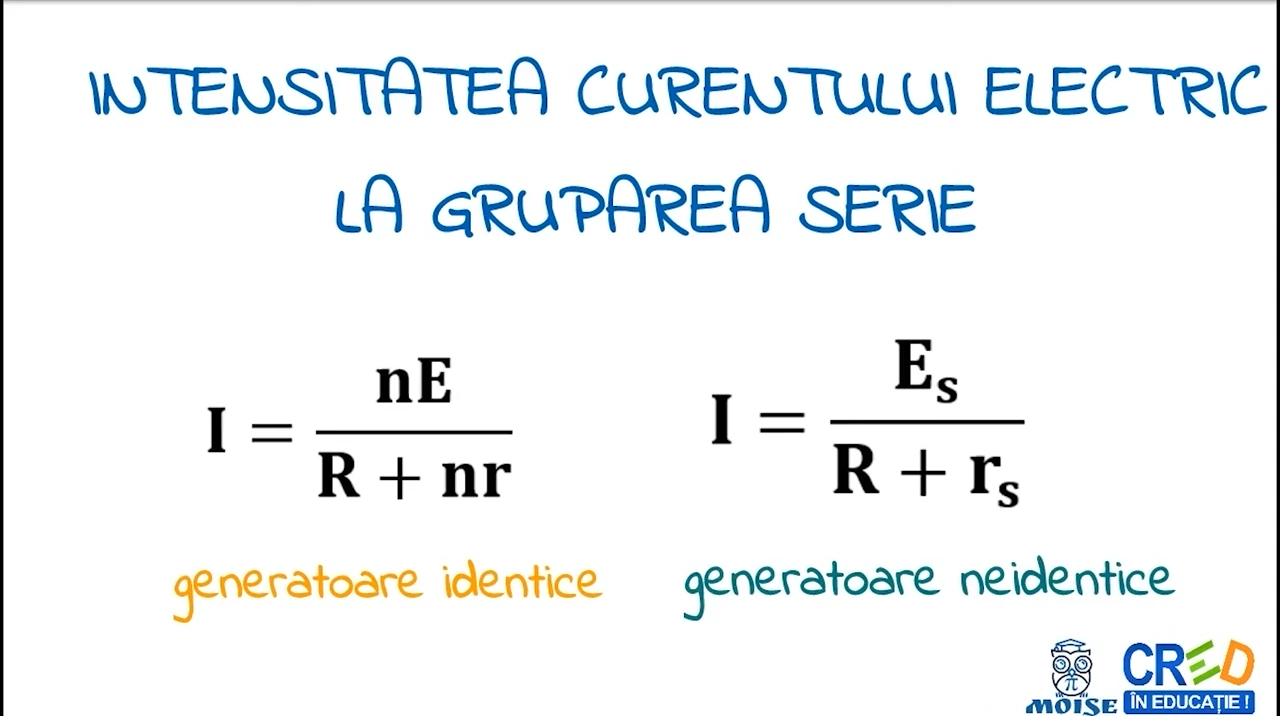 INTENSITATEA CURENTULUI ELECTRIC
LA GRUPAREA SERIE
I = nE / (R + nr)
I = Eₛ / (R + rₛ)
generatoare identice
generatoare neidentice
π
MOISE
CRED
ÎN EDUCAȚIE!